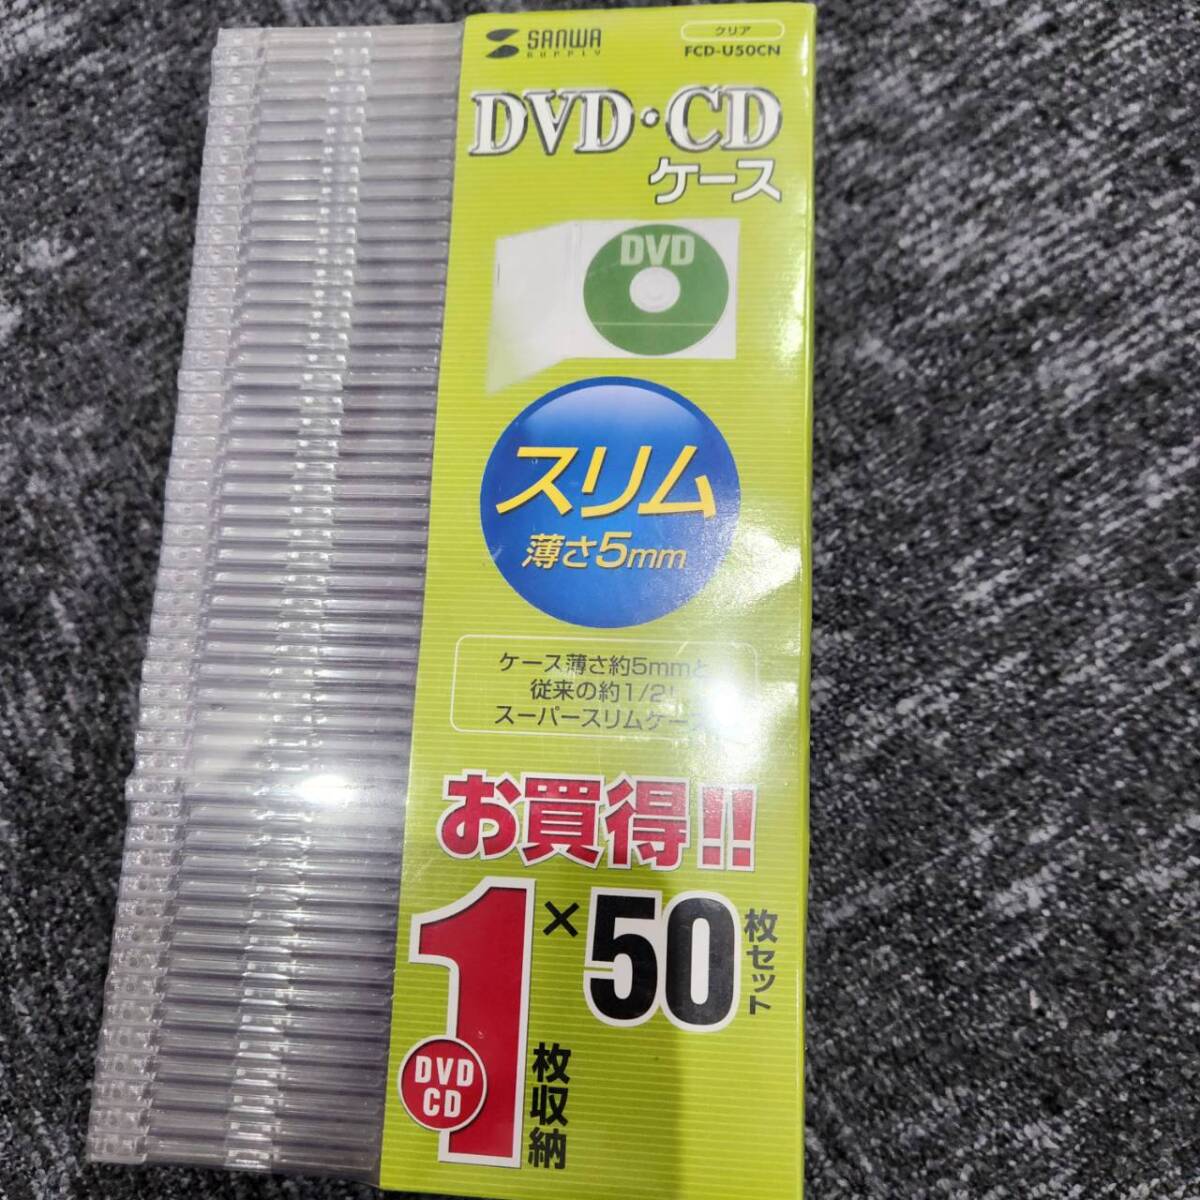 SANWA
SUPPLY
クリア
FCD-U50CN
DVD・CD
ケース
DVD
スリム
薄さ5mm
ケース薄さ約5mmと
従来の約1/2!
スーパースリムケース
お買得!!
1
×
50
枚セット
DVD
CD
枚収納